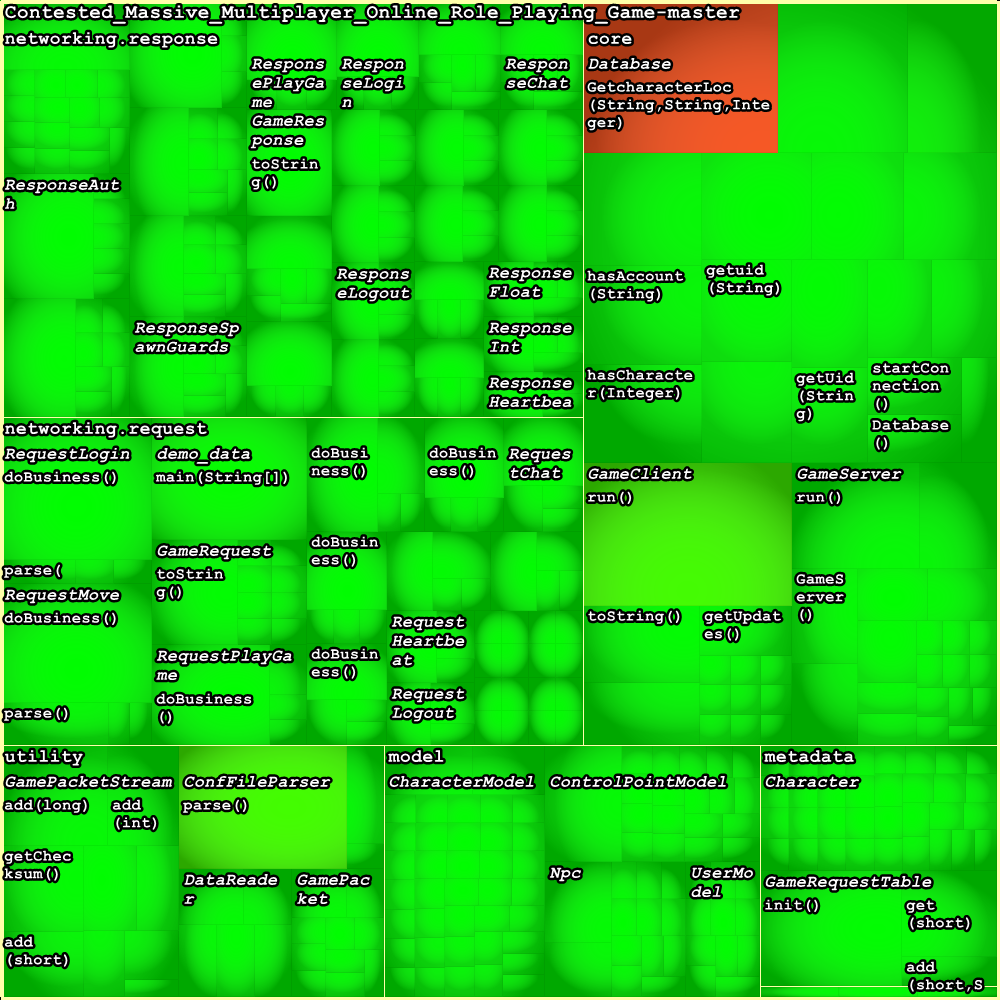 Contested_Massive_Multiplayer_Online_Role_Playing_Game-master
networking.response
Respons
ePlayGa
me
GameRes
ponse
toStrin
g()
Respon
seLogi
n
Respon
seChat
ResponseAut
h
Respons
eLogout
Response
Float
ResponseSp
awnGuards
Response
Int
Response
Heartbea
core
Database
GetcharacterLoc
(String,String,Inte
ger)
hasAccount
(String)
getuid
(String)
hasCharacte
r(Integer)
getUid
(Strin
g)
startCon
nection
()
Database
()
networking.request
RequestLogin
doBusiness()
parse(
RequestMove
doBusiness()
parse()
demo_data
main(String[])
GameRequest
toStrin
g()
RequestPlayGa
me
doBusiness
()
doBusi
ness()
doBusin
ess()
doBusin
ess()
doBusin
ess()
Reques
tChat
Request
Heartbe
at
Request
Logout
GameClient
run()
toString()
getUpdat
es()
GameServer
run()
GameS
erver
()
utility
GamePacketStream
add(long)
add
(int)
getChec
ksum()
add
(short)
ConfFileParser
parse()
DataReade
r
GamePac
ket
model
CharacterModel
ControlPointModel
Npc
UserMo
del
metadata
Character
GameRequestTable
init()
get
(short)
add
(short,S